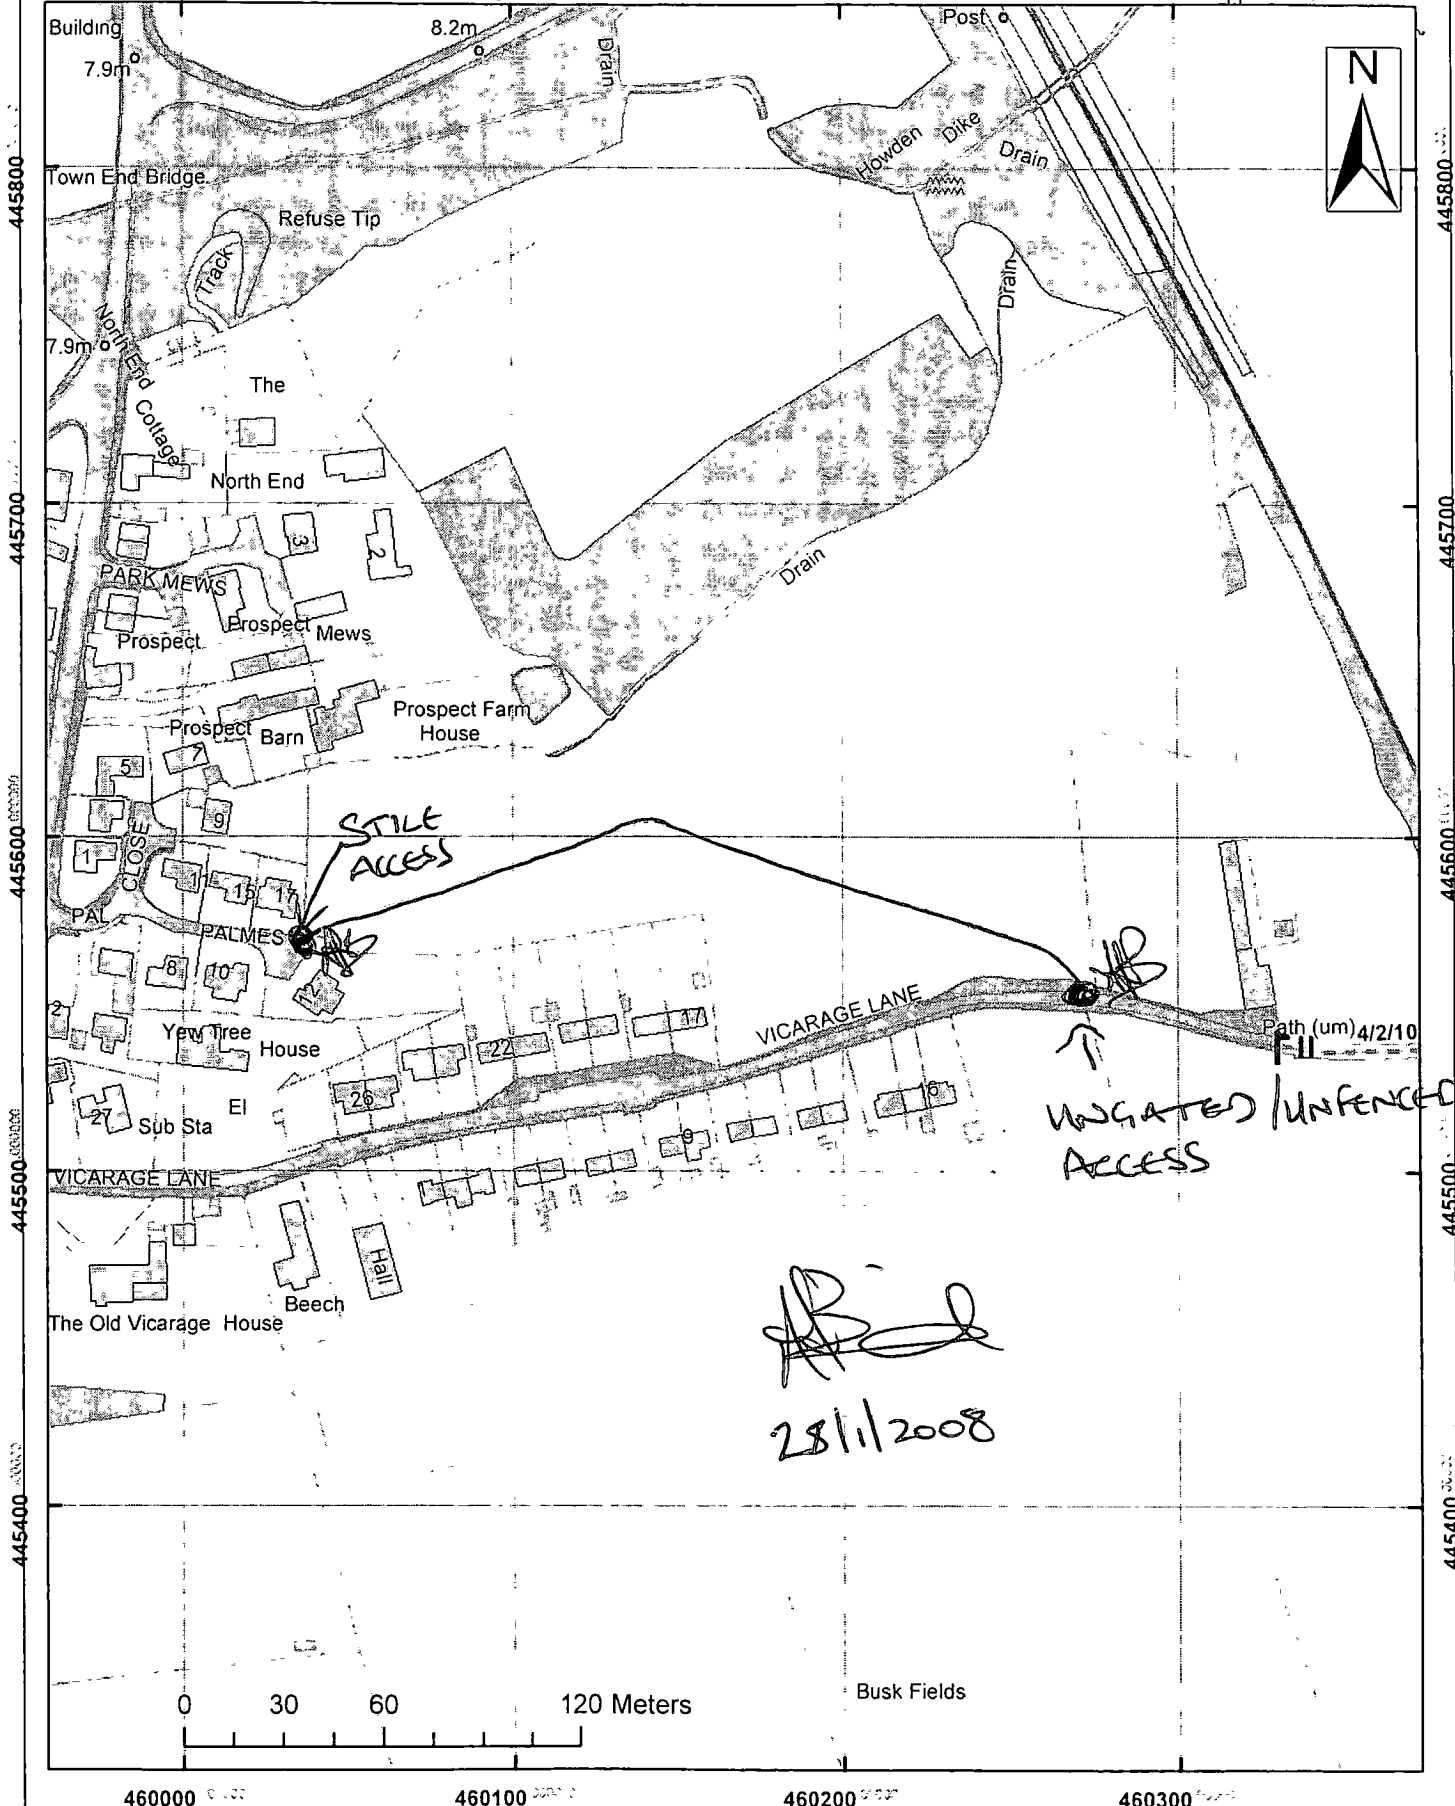 Building
7.9m
8.2m
Drain
Post
N
445800
445800
Town End Bridge
Refuse Tip
Track
Howden Dike
Drain
Drain
7.9m
North End Cottage
The
North End
445700
445700
3
2
PARK MEWS
Prospect
Prospect
Mews
Drain
Prospect
Barn
Prospect Farm
House
5
7
9
445600
445600
1
CLOSE
STILE
ACCESS
11
15
17
PAL
PALMES
8
10
12
2
Yew Tree
House
22
17
VICARAGE LANE
Path (um) 4/2/10
26
El
Sub Sta
27
9
16
UNGATED/UNFENCED
ACCESS
445500
445500
VICARAGE LANE
Hall
Beech
The Old Vicarage House
28/1/2008
445400
445400
0 30 60 120 Meters
Busk Fields
460000
460100
460200
460300